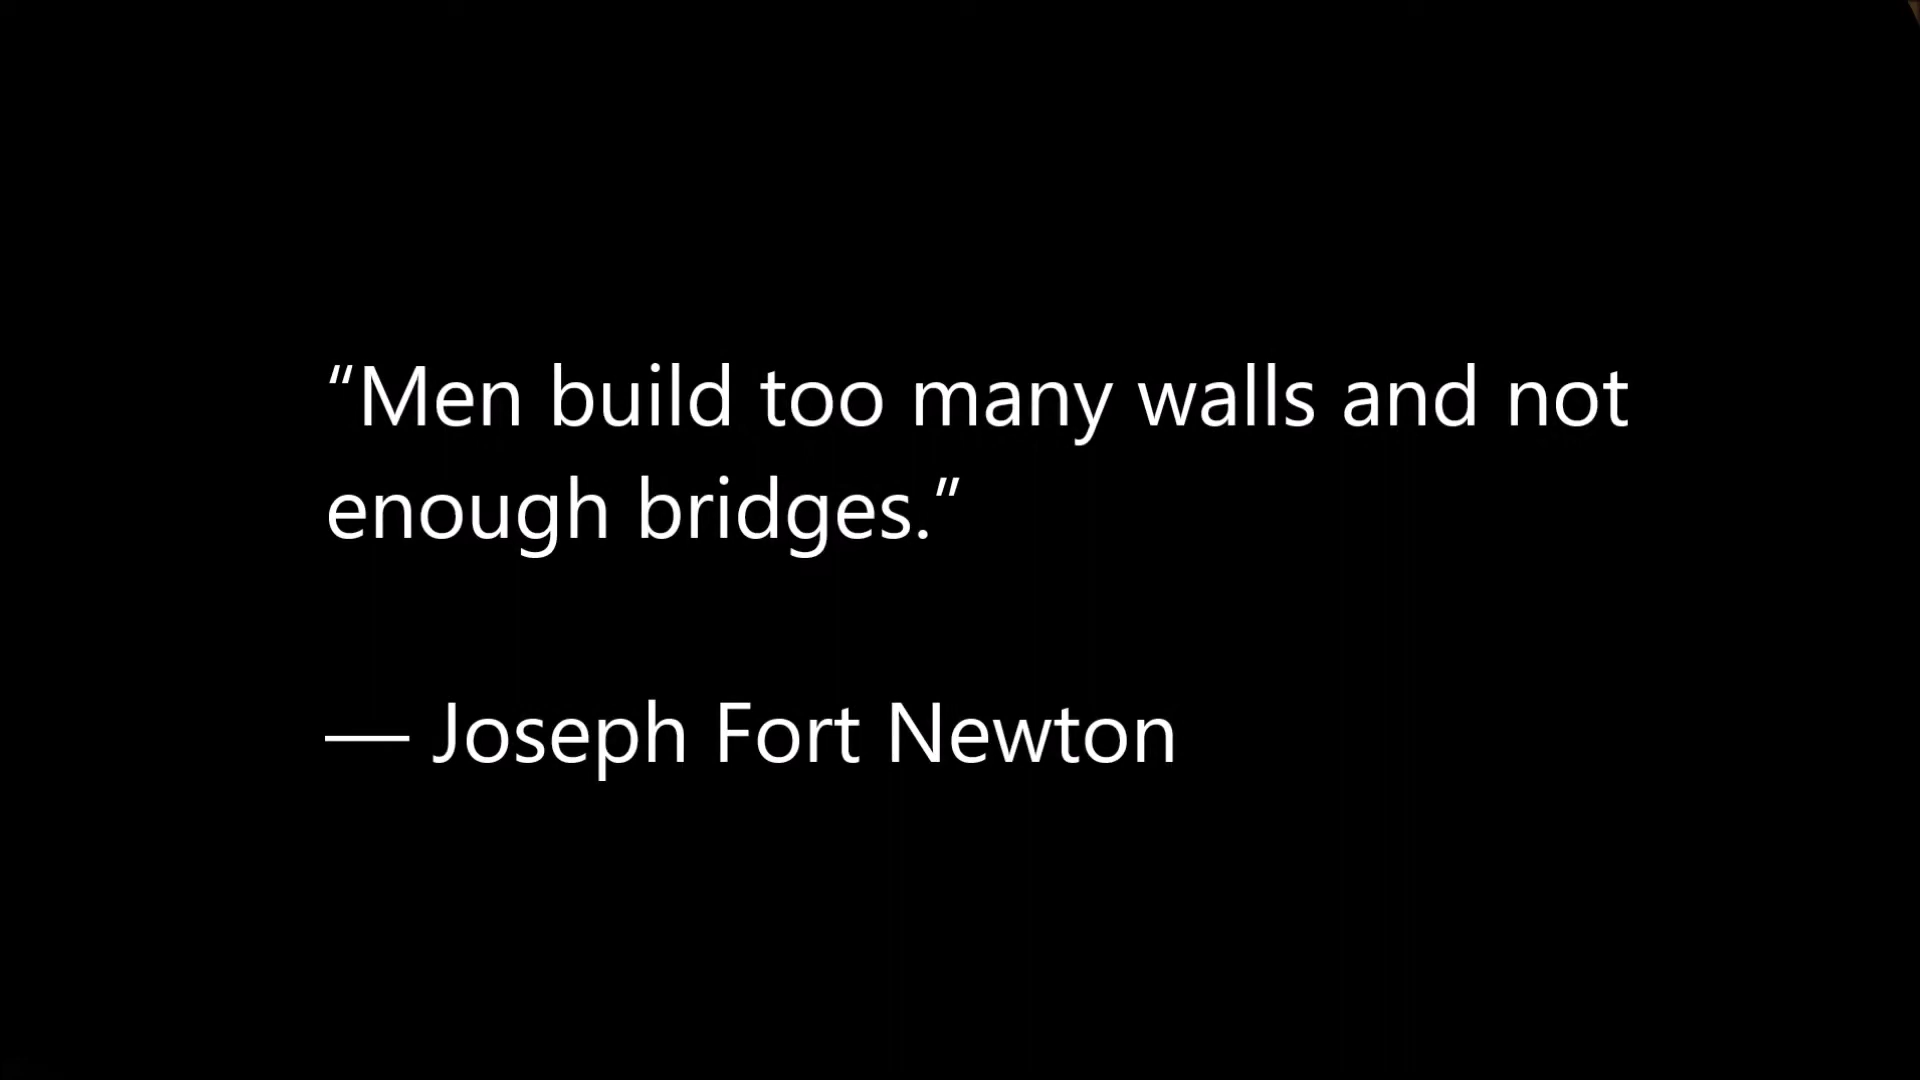 “Men build too many walls and not
enough bridges.”
— Joseph Fort Newton